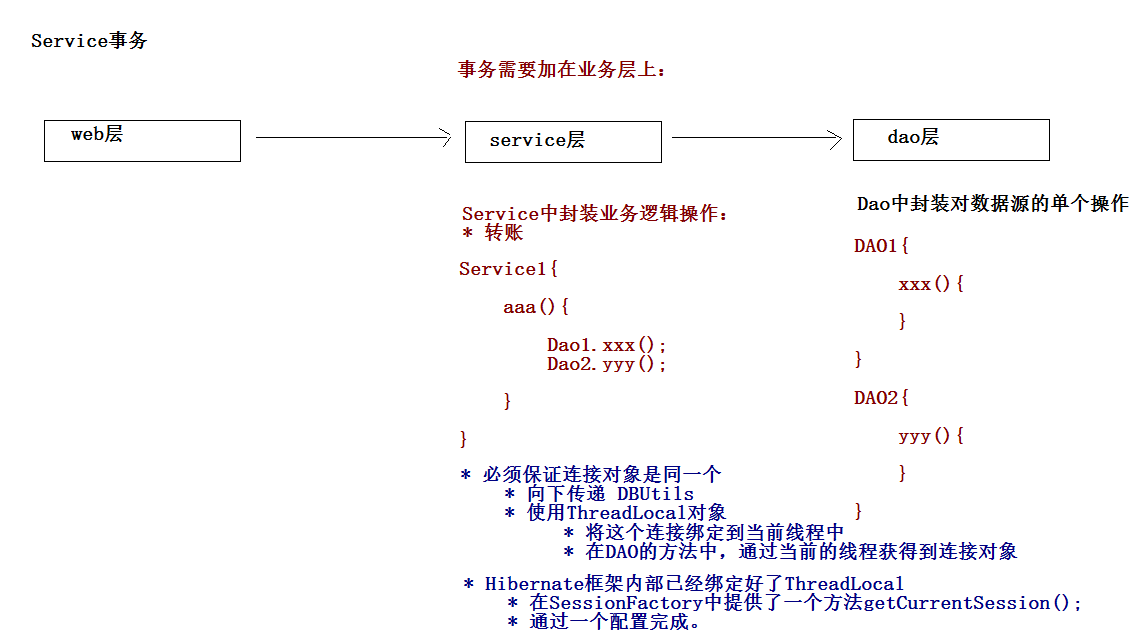 Service事务
事务需要加在业务层上：
web层
service层
dao层
Service中封装业务逻辑操作：
* 转账
Service1{
aaa(){
Dao1.xxx();
Dao2.yyy();
}
}
Dao中封装对数据源的单个操作
DAO1{
xxx(){
}
}
DAO2{
yyy(){
}
}
* 必须保证连接对象是同一个
* 向下传递 DBUtils
* 使用ThreadLocal对象
* 将这个连接绑定到当前线程中
* 在DAO的方法中，通过当前的线程获得到连接对象
* Hibernate框架内部已经绑定好了ThreadLocal
* 在SessionFactory中提供了一个方法getCurrentSession();
* 通过一个配置完成。